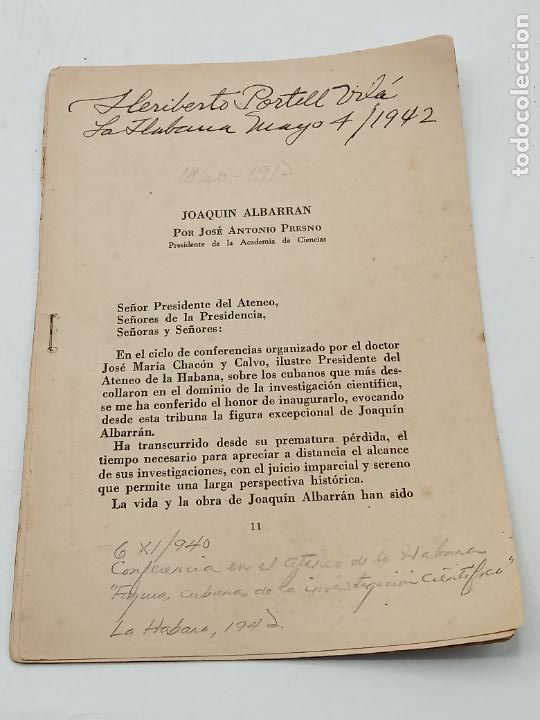 Heriberto Portell Vilá
La Habana Mayo 4/1942
1860-1912
JOAQUIN ALBARRAN
POR JOSÉ ANTONIO PRESNO
Presidente de la Academia de Ciencias
Señor Presidente del Ateneo,
Señores de la Presidencia,
Señoras y Señores:
En el ciclo de conferencias organizado por el doctor
José María Chacón y Calvo, ilustre Presidente del
Ateneo de la Habana, sobre los cubanos que más des-
collaron en el dominio de la investigación científica,
se me ha conferido el honor de inaugurarlo, evocando
desde esta tribuna la figura excepcional de Joaquín
Albarrán.
Ha transcurrido desde su prematura pérdida, el
tiempo necesario para apreciar a distancia el alcance
de sus investigaciones, con el juicio imparcial y sereno
que permite una larga perspectiva histórica.
La vida y la obra de Joaquín Albarrán han sido
11
6 XI/940
Conferencia en el ateneo de la Habana
"Figuras cubanas de la investigación científica"
La Habana, 1942
todocoleccion.net